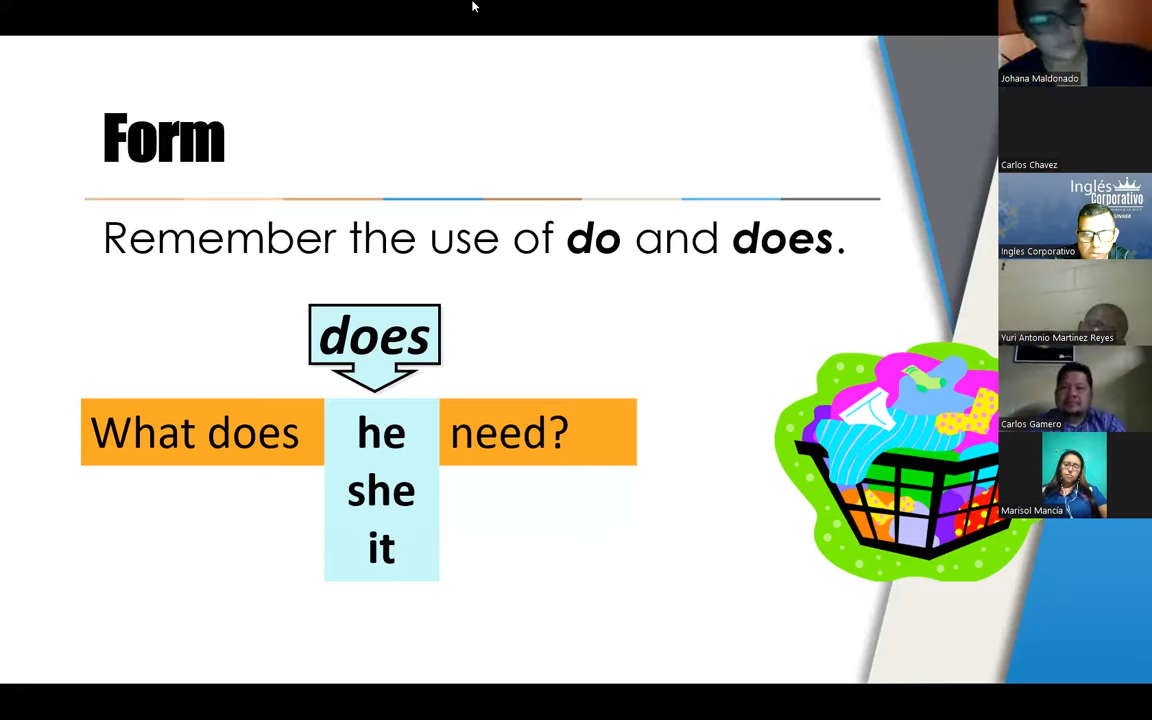 Form
Remember the use of do and does.
does
What does he need?
she
it
Johana Maldonado
Carlos Chavez
Inglés
Corporativo
Ingles Corporativo
Yuri Antonio Martinez Reyes
Carlos Gamero
Marisol Mancía